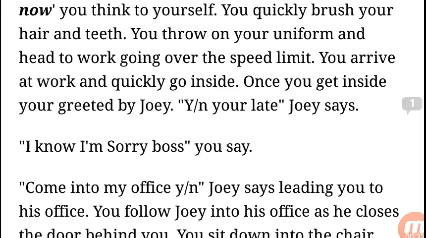 now' you think to yourself. You quickly brush your
hair and teeth. You throw on your uniform and
head to work going over the speed limit. You arrive
at work and quickly go inside. Once you get inside
your greeted by Joey. "Y/n your late" Joey says.
1
"I know I'm Sorry boss" you say.
"Come into my office y/n" Joey says leading you to
his office. You follow Joey into his office as he closes
the door behind you. You sit down into the chair